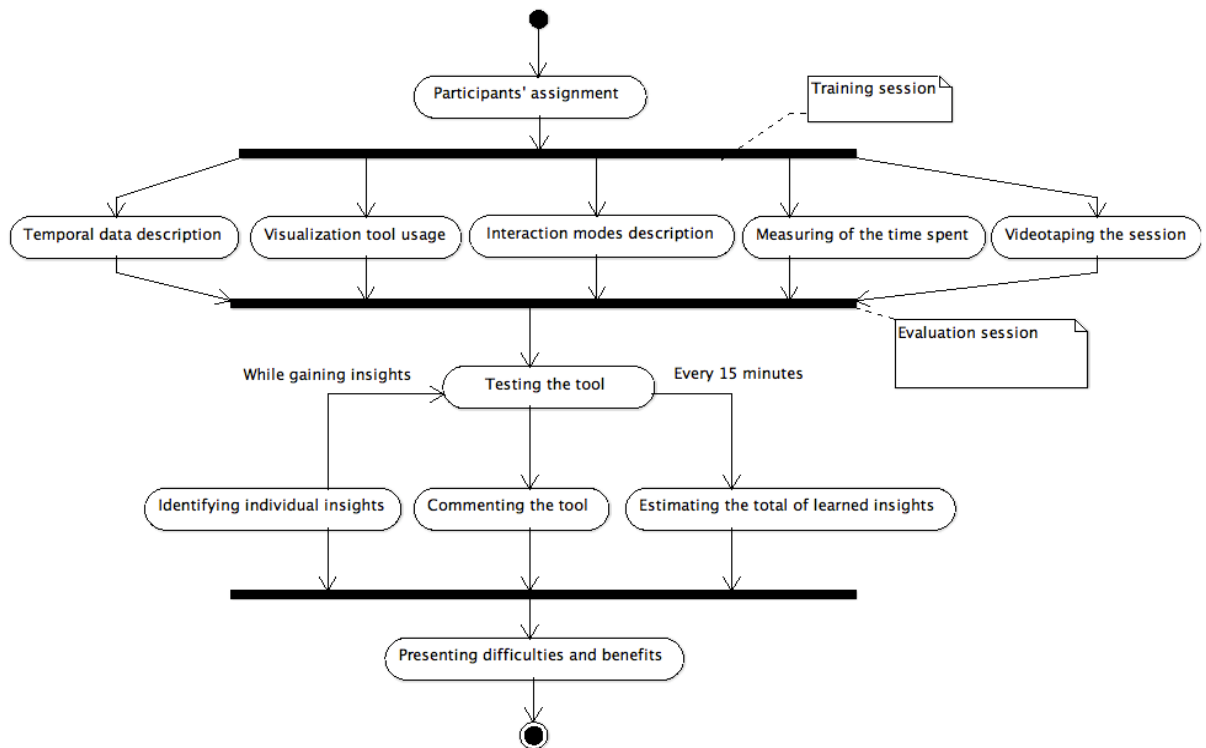 Participants' assignment
Training session
Temporal data description
Visualization tool usage
Interaction modes description
Measuring of the time spent
Videotaping the session
Evaluation session
While gaining insights
Testing the tool
Every 15 minutes
Identifying individual insights
Commenting the tool
Estimating the total of learned insights
Presenting difficulties and benefits